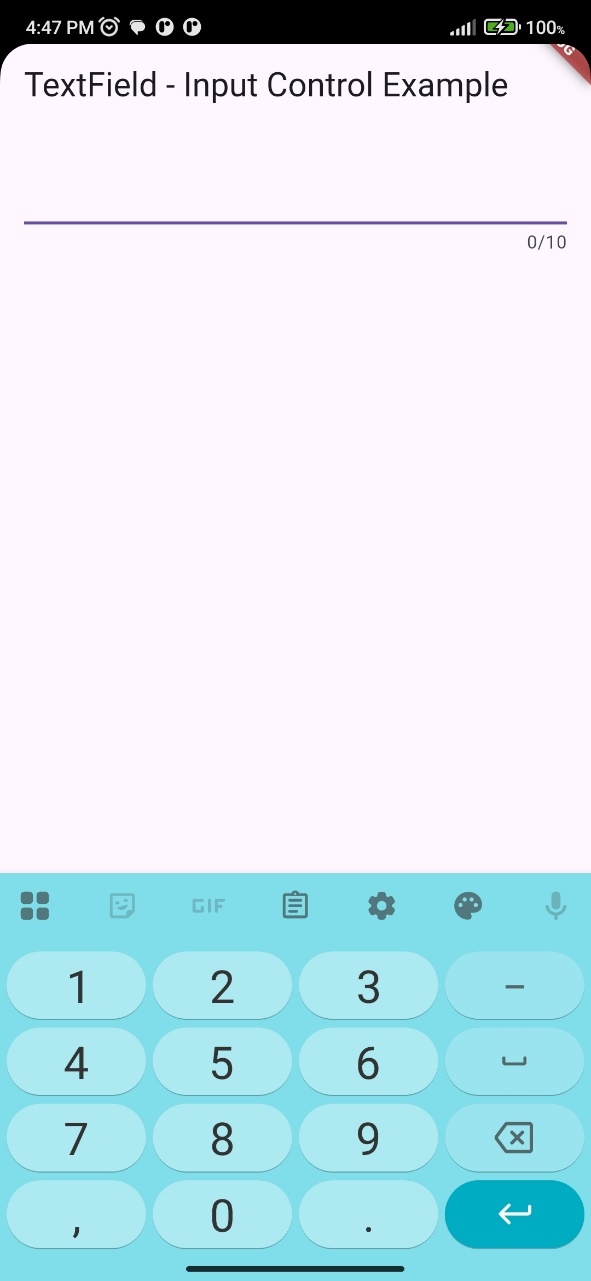 4:47 PM 100%
TextField - Input Control Example
0/10
GIF
1 2 3 –
4 5 6
7 8 9
, 0 .